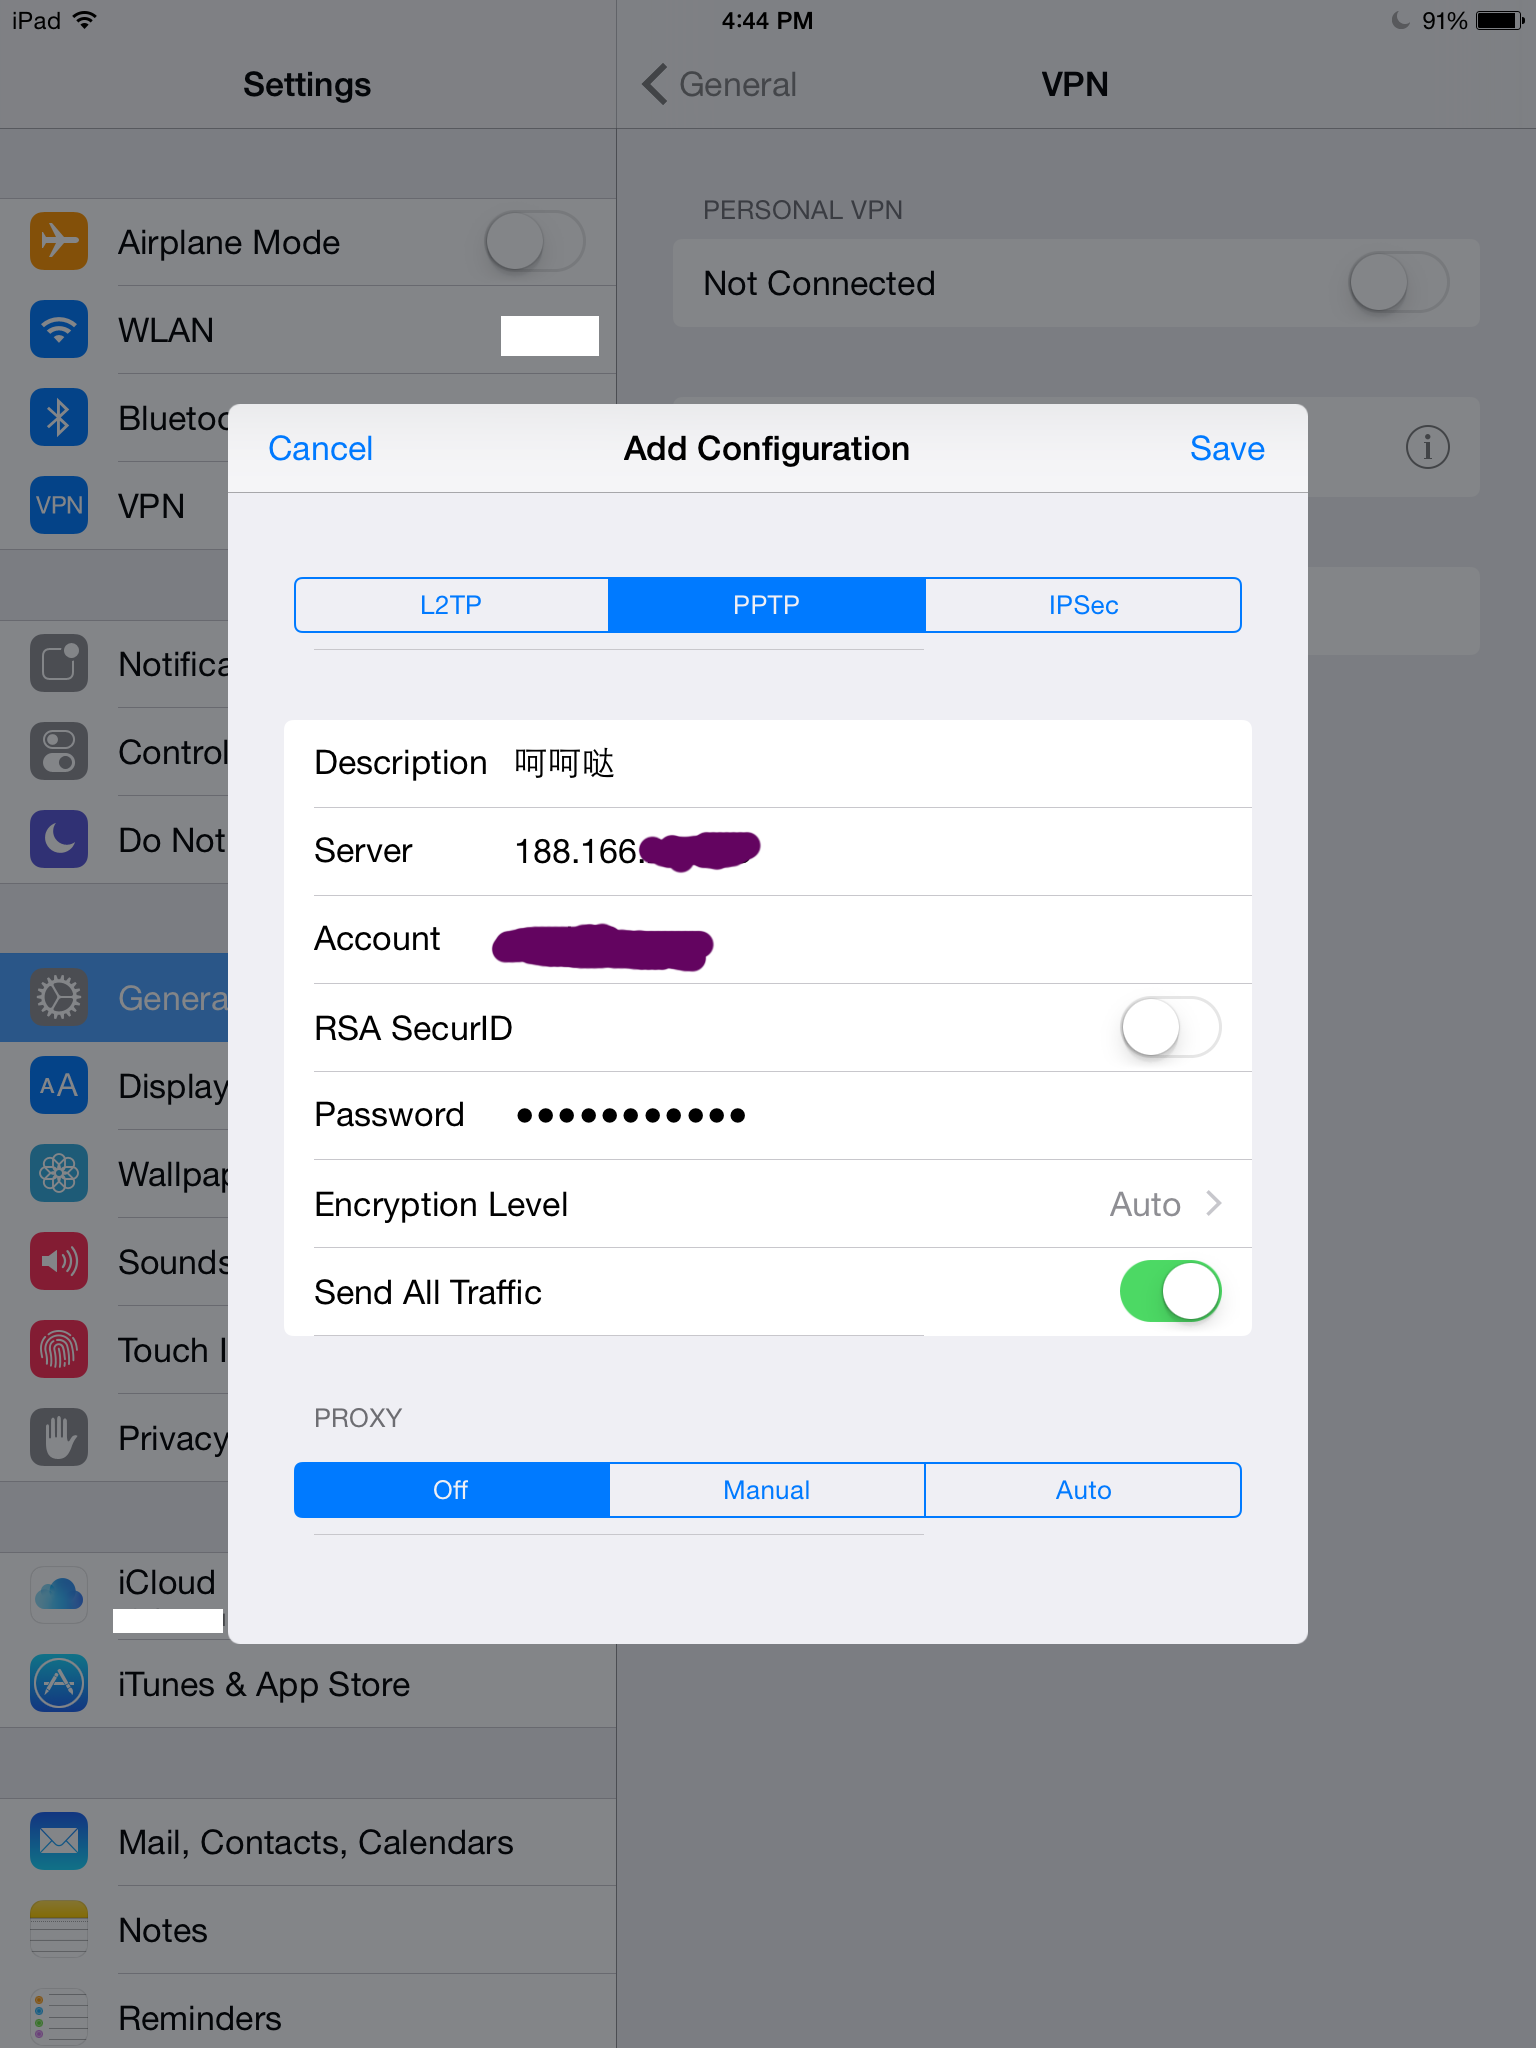 iPad 4:44 PM 91%
Settings
General VPN
Airplane Mode
WLAN
VPN VPN
PERSONAL VPN
Not Connected
Cancel Add Configuration Save
L2TP PPTP IPSec
Description 呵呵哒
Server 188.166.
Account
RSA SecurID
Password
Encryption Level Auto
Send All Traffic
PROXY
Off Manual Auto
Bluetoo
Notifica
Control
Do Not
Genera
AA Display
Wallpap
Sounds
Touch I
Privacy
iCloud
iTunes & App Store
Mail, Contacts, Calendars
Notes
Reminders